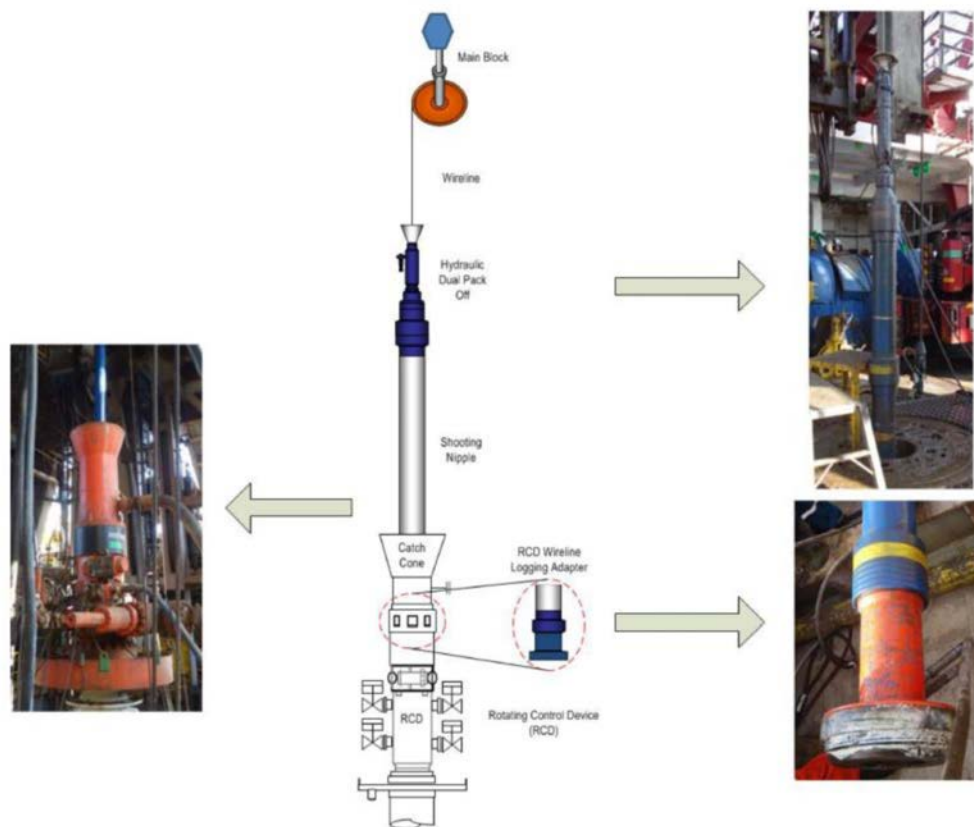 Main Block
Wireline
Hydraulic
Dual Pack
Off
Shooting
Nipple
Catch
Cone
RCD Wireline
Logging Adapter
RCD
Rotating Control Device
(RCD)